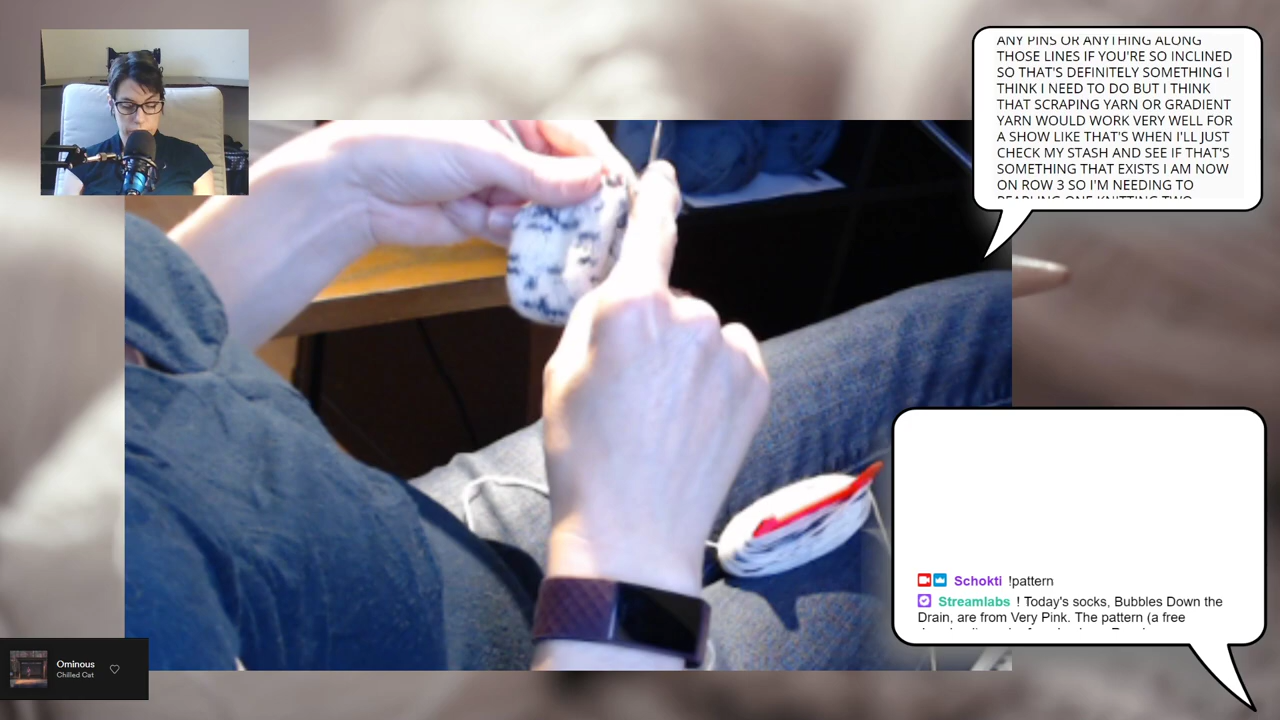 ANY PINS OR ANYTHING ALONG
THOSE LINES IF YOU'RE SO INCLINED
SO THAT'S DEFINITELY SOMETHING I
THINK I NEED TO DO BUT I THINK
THAT SCRAPING YARN OR GRADIENT
YARN WOULD WORK VERY WELL FOR
A SHOW LIKE THAT'S WHEN I'LL JUST
CHECK MY STASH AND SEE IF THAT'S
SOMETHING THAT EXISTS I AM NOW
ON ROW 3 SO I'M NEEDING TO
Schokti !pattern
Streamlabs ! Today's socks, Bubbles Down the
Drain, are from Very Pink. The pattern (a free
Ominous
Chilled Cat